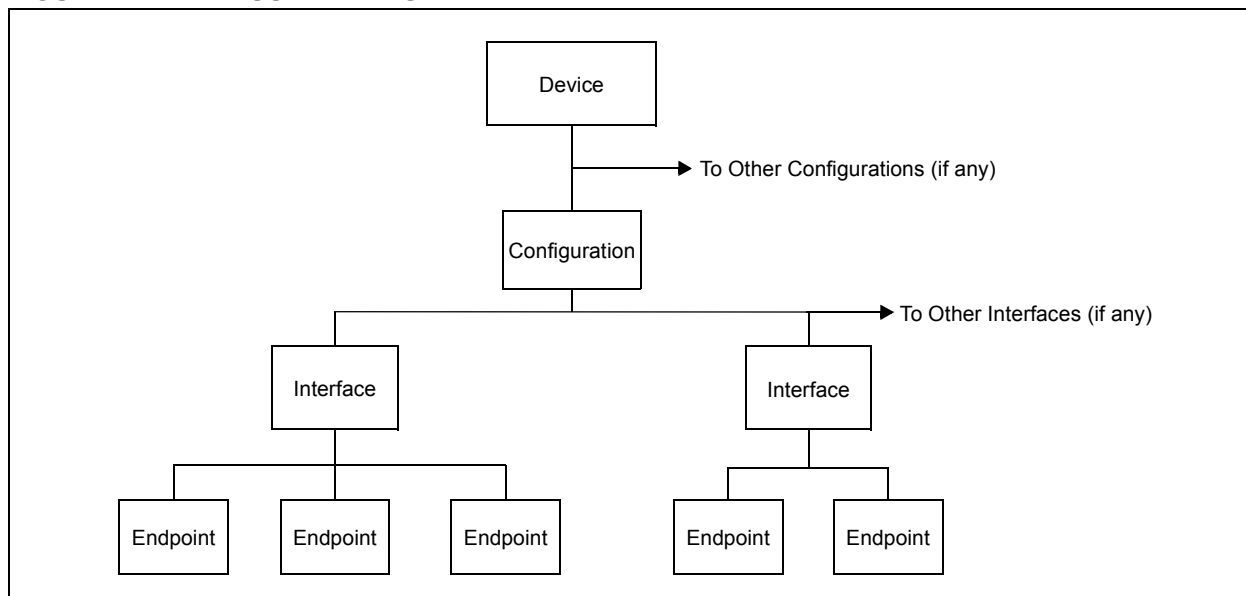 Device
To Other Configurations (if any)
Configuration
To Other Interfaces (if any)
Interface
Interface
Endpoint
Endpoint
Endpoint
Endpoint
Endpoint